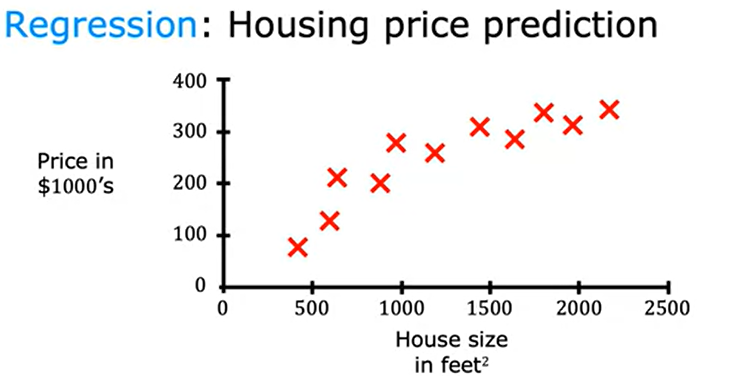 Regression: Housing price prediction
400
300
Price in
$1000’s
200
100
0
0 500 1000 1500 2000 2500
House size
in feet²